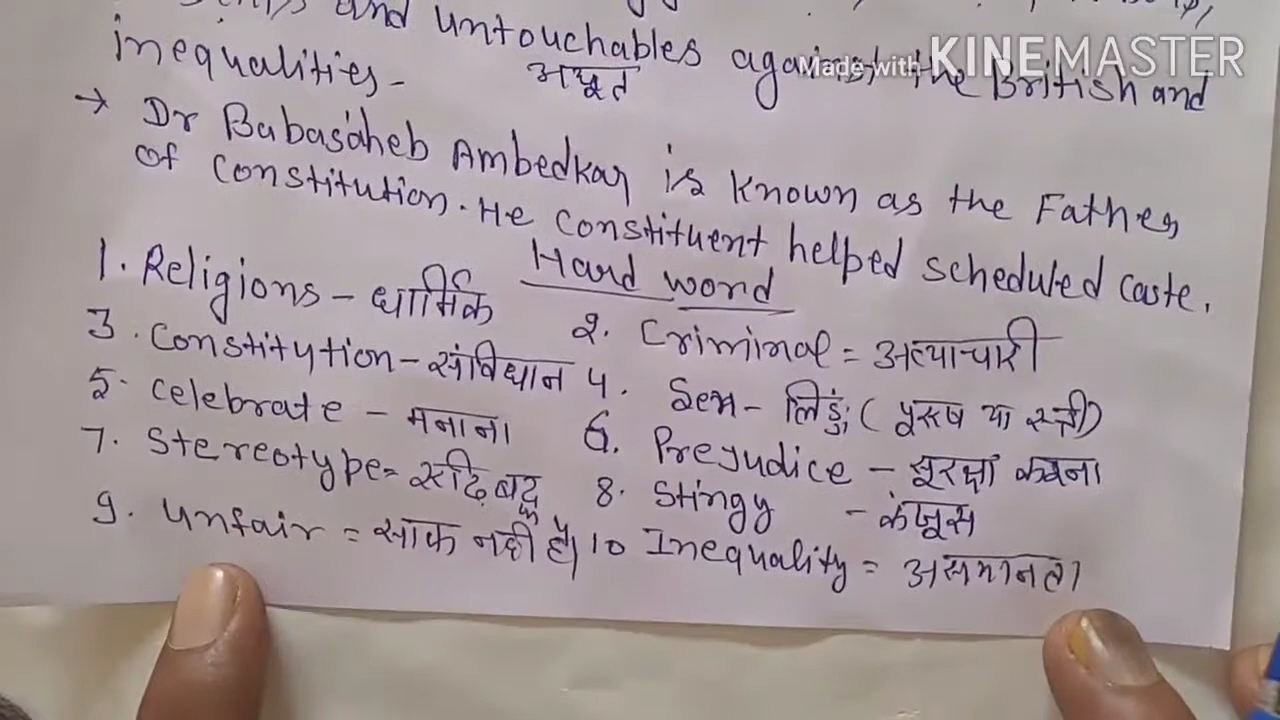 and untouchables against the British and
अछूत
inequalities-
Made with KINEMASTER
→ Dr Babasaheb Ambedkar is known as the Father
of Constitution. He Constituent helped scheduled caste.
Hard word
1. Religions - धार्मिक
2. Criminal = अत्याचारी
3. Constitution - संविधान
4. Sex - लिङ्ग (पुरूष या स्त्री)
5. Celebrate - मनाना
6. Prejudice -
7. Stereotype = रूढ़िबद्ध
8. Stingy - कंजूस
9. Unfair = साफ नहीं है।
10 Inequality = असमानता